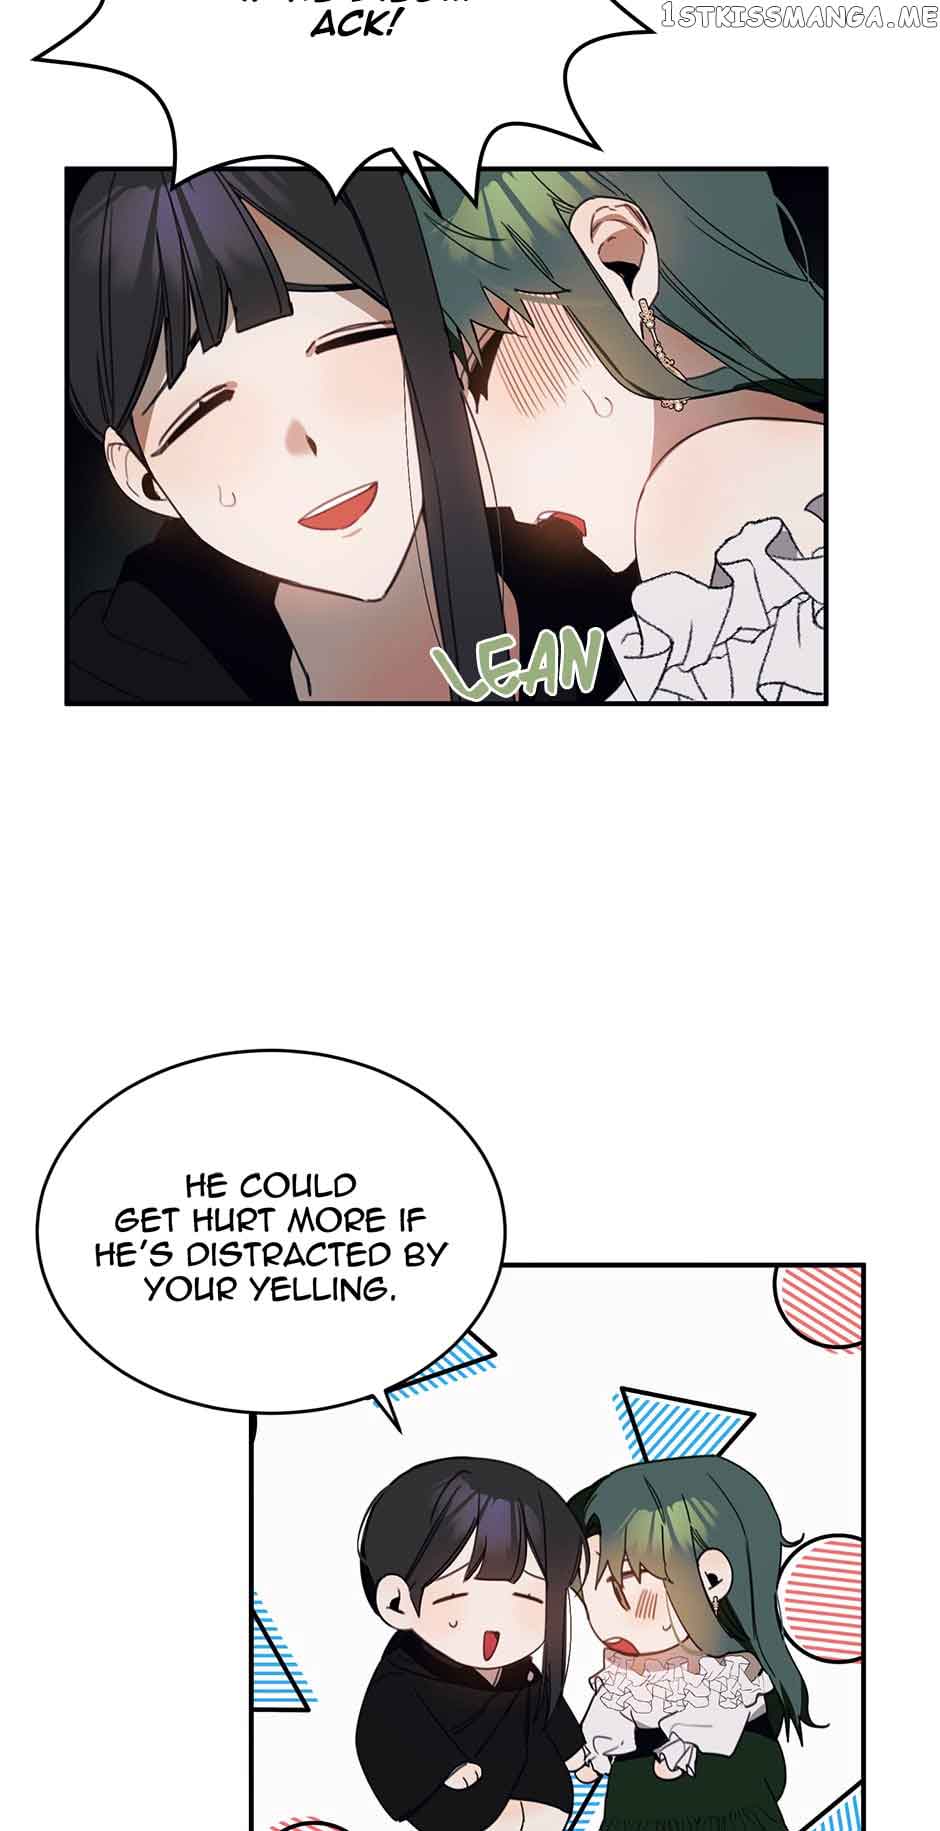 1STKISSMANGA.ME
ACK!
LEAN
HE COULD
GET HURT MORE IF
HE'S DISTRACTED BY
YOUR YELLING.